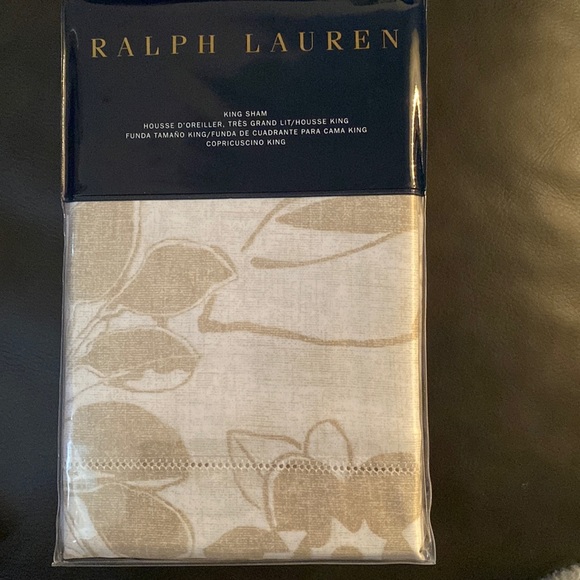 RALPH LAUREN
KING SHAM
HOUSSE D'OREILLER, TRÈS GRAND LIT/HOUSSE KING
FUNDA TAMAÑO KING/FUNDA DE CUADRANTE PARA CAMA KING
COPRICUSCINO KING